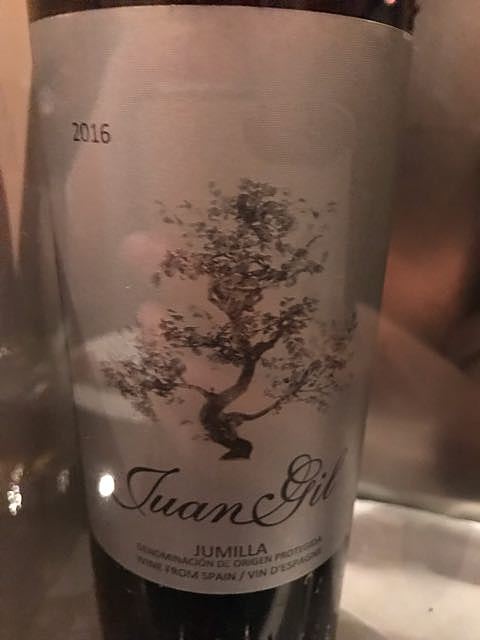 2016
Juan Gil
JUMILLA
DENOMINACIÓN DE ORIGEN PROTEGIDA
WINE FROM SPAIN / VIN D'ESPAGNE